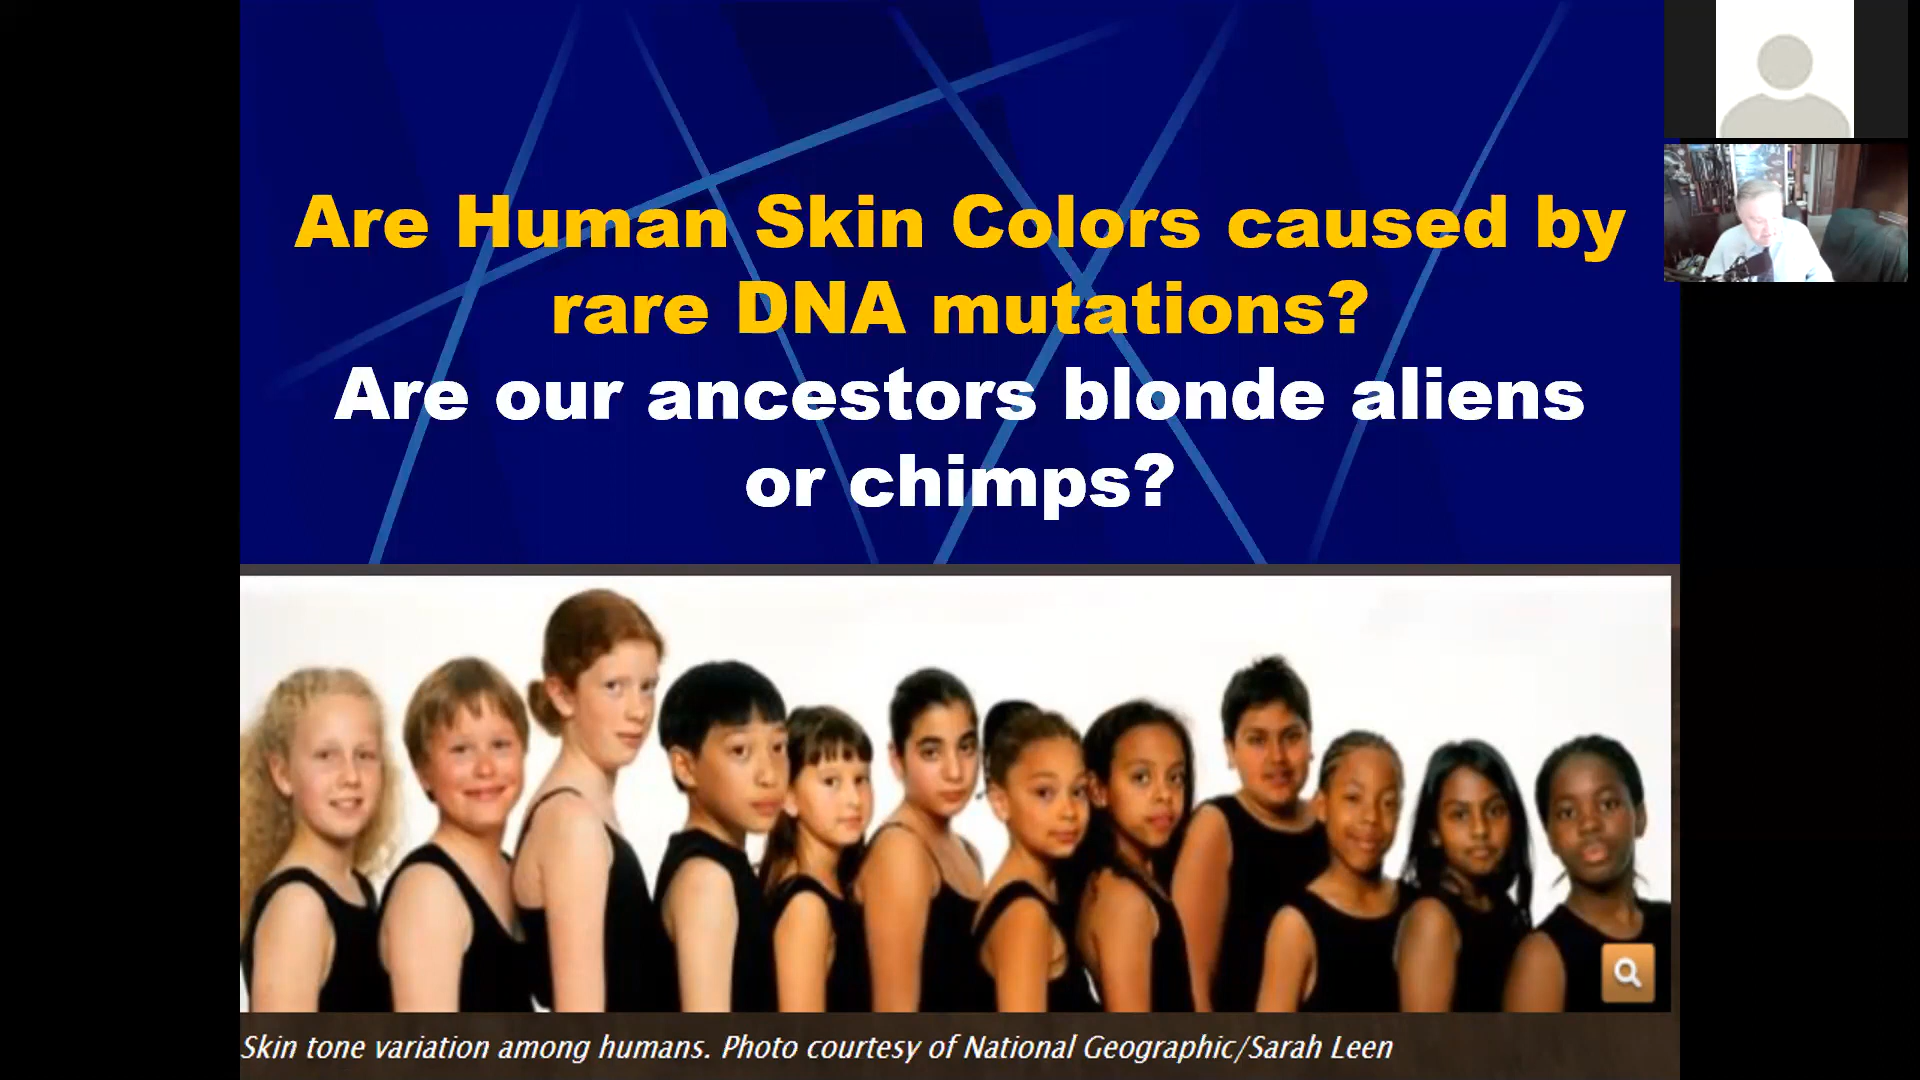 Are Human Skin Colors caused by
rare DNA mutations?
Are our ancestors blonde aliens
or chimps?
Skin tone variation among humans. Photo courtesy of National Geographic/Sarah Leen